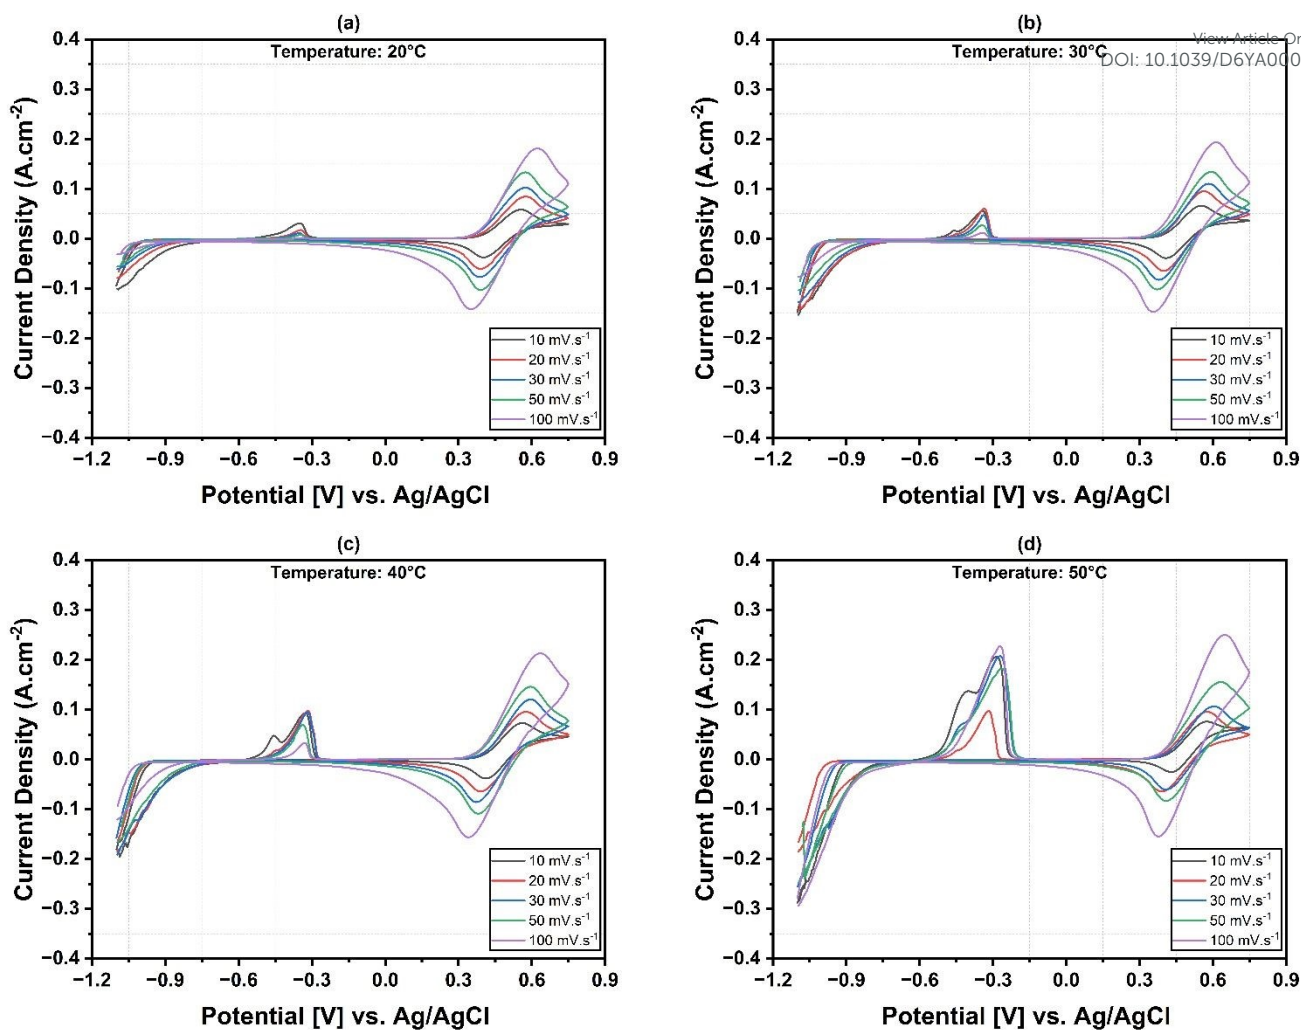 (a)
Temperature: 20°C
Current Density (A.cm⁻²)
0.4
0.3
0.2
0.1
0.0
−0.1
−0.2
−0.3
−0.4
10 mV.s⁻¹
20 mV.s⁻¹
30 mV.s⁻¹
50 mV.s⁻¹
100 mV.s⁻¹
−1.2 −0.9 −0.6 −0.3 0.0 0.3 0.6 0.9
Potential [V] vs. Ag/AgCl
(b)
View Article On
DOI: 10.1039/D6YA000
Temperature: 30°C
Current Density (A.cm⁻²)
0.4
0.3
0.2
0.1
0.0
−0.1
−0.2
−0.3
−0.4
10 mV.s⁻¹
20 mV.s⁻¹
30 mV.s⁻¹
50 mV.s⁻¹
100 mV.s⁻¹
−1.2 −0.9 −0.6 −0.3 0.0 0.3 0.6 0.9
Potential [V] vs. Ag/AgCl
(c)
Temperature: 40°C
Current Density (A.cm⁻²)
0.4
0.3
0.2
0.1
0.0
−0.1
−0.2
−0.3
−0.4
10 mV.s⁻¹
20 mV.s⁻¹
30 mV.s⁻¹
50 mV.s⁻¹
100 mV.s⁻¹
−1.2 −0.9 −0.6 −0.3 0.0 0.3 0.6 0.9
Potential [V] vs. Ag/AgCl
(d)
Temperature: 50°C
Current Density (A.cm⁻²)
0.4
0.3
0.2
0.1
0.0
−0.1
−0.2
−0.3
−0.4
10 mV.s⁻¹
20 mV.s⁻¹
30 mV.s⁻¹
50 mV.s⁻¹
100 mV.s⁻¹
−1.2 −0.9 −0.6 −0.3 0.0 0.3 0.6 0.9
Potential [V] vs. Ag/AgCl